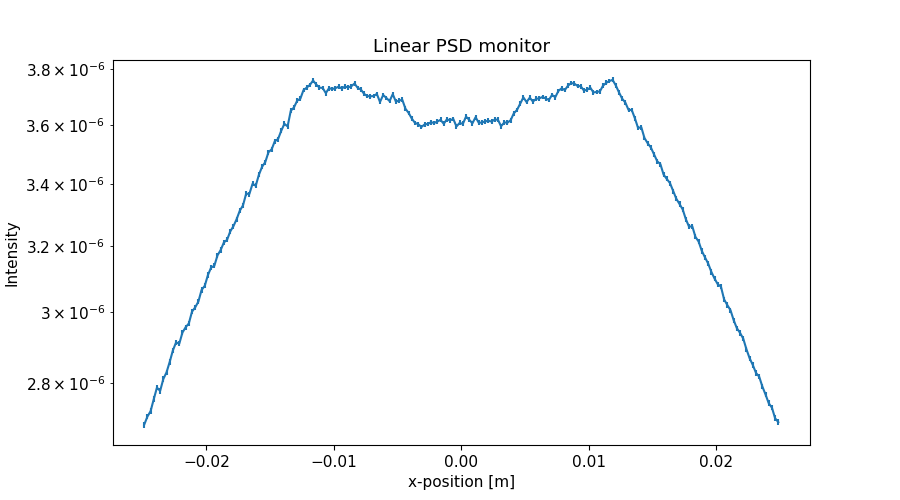 Linear PSD monitor
3.8 × 10⁻⁶
3.6 × 10⁻⁶
3.4 × 10⁻⁶
3.2 × 10⁻⁶
3 × 10⁻⁶
2.8 × 10⁻⁶
Intensity
−0.02 −0.01 0.00 0.01 0.02
x-position [m]